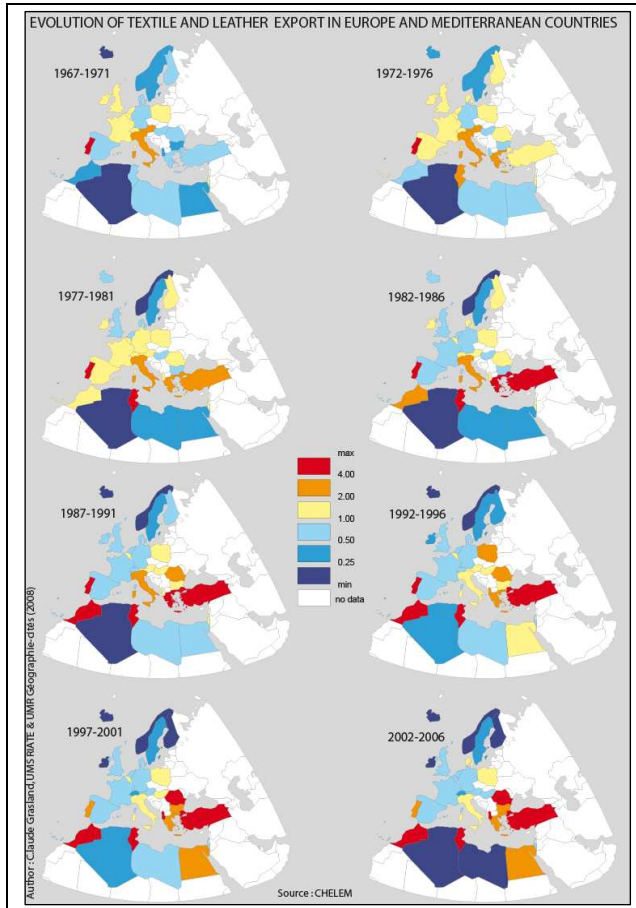 EVOLUTION OF TEXTILE AND LEATHER EXPORT IN EUROPE AND MEDITERRANEAN COUNTRIES
1967-1971
1972-1976
1977-1981
1982-1986
max
4.00
2.00
1.00
0.50
0.25
min
no data
1987-1991
1992-1996
1997-2001
2002-2006
Author : Claude Grasland, UMS RIATE & UMR Géographie-cités (2008)
Source : CHELEM